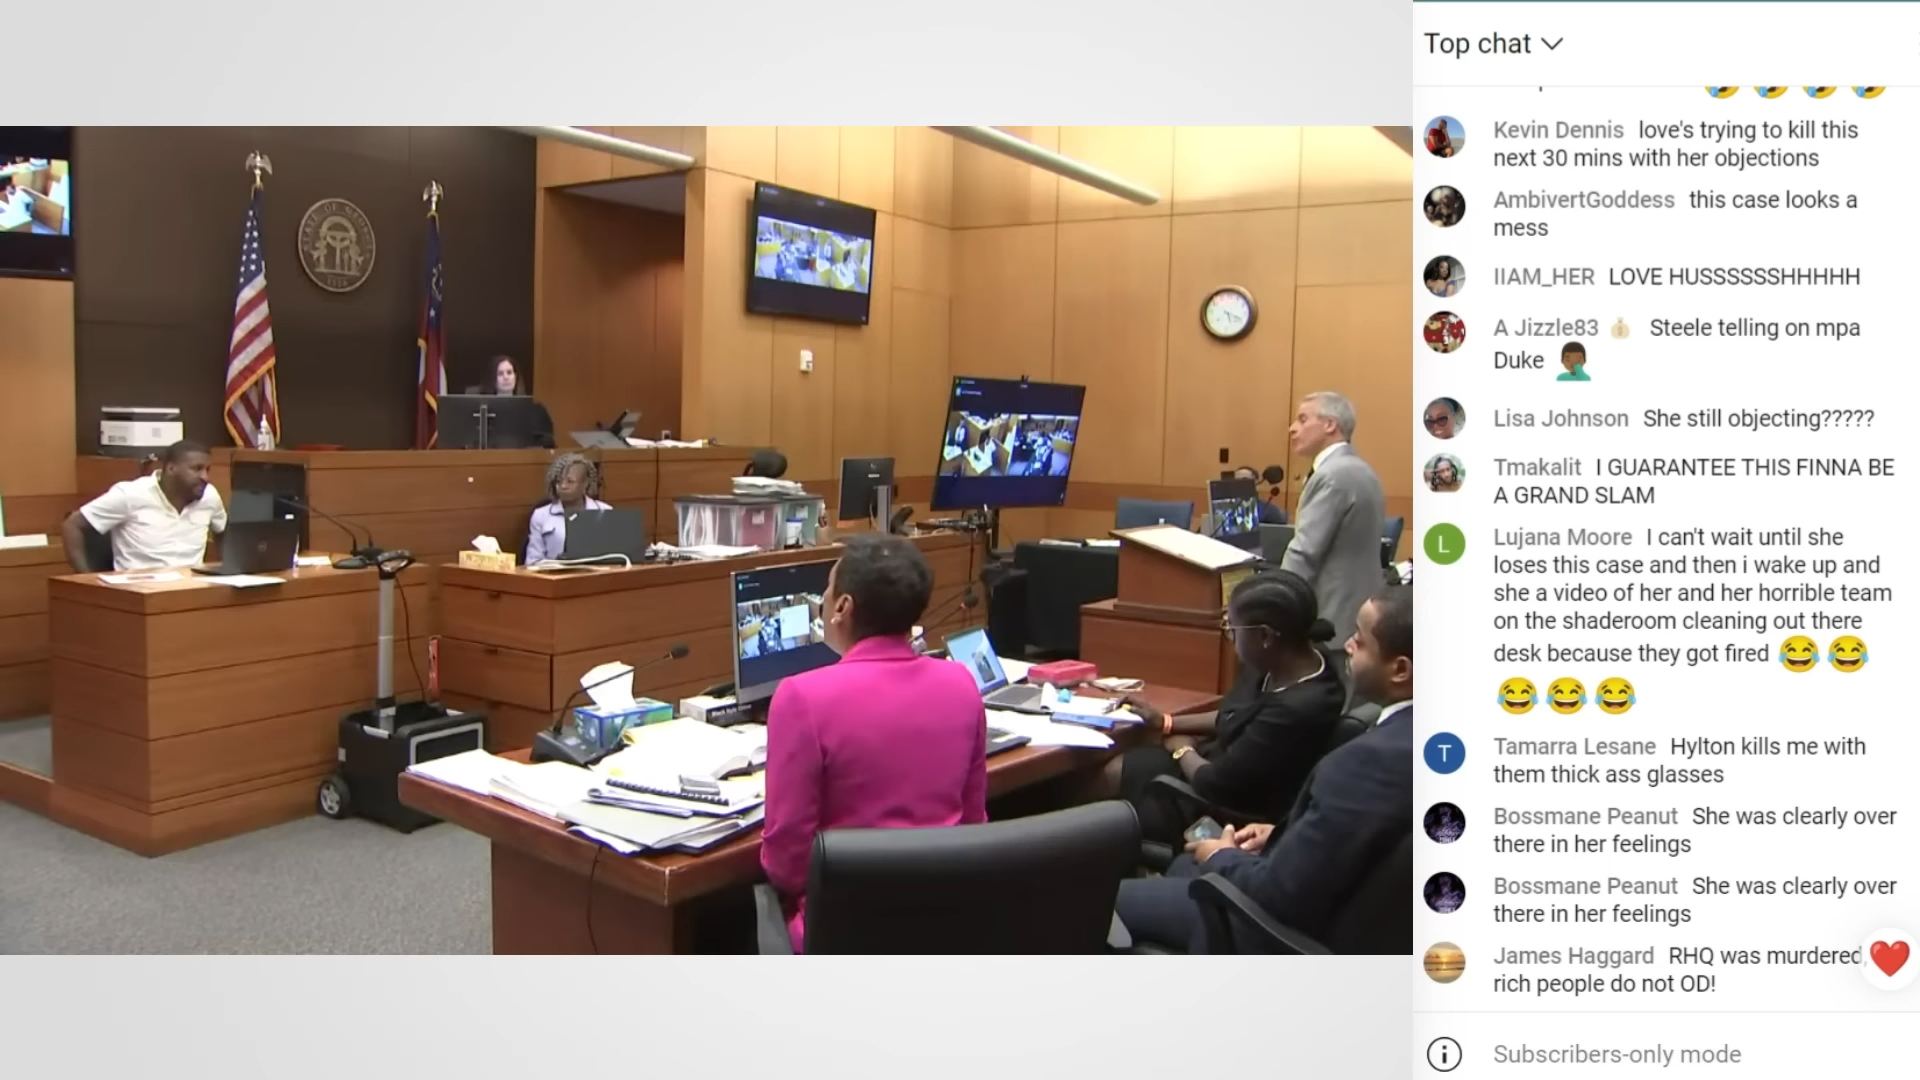 Top chat
Kevin Dennis love's trying to kill this
next 30 mins with her objections
AmbivertGoddess this case looks a
mess
IIAM_HER LOVE HUSSSSSSHHHHH
A Jizzle83 Steele telling on mpa
Duke
Lisa Johnson She still objecting?????
Tmakalit I GUARANTEE THIS FINNA BE
A GRAND SLAM
L
Lujana Moore I can't wait until she
loses this case and then i wake up and
she a video of her and her horrible team
on the shaderoom cleaning out there
desk because they got fired 😂 😂
😂 😂 😂
T
Tamarra Lesane Hylton kills me with
them thick ass glasses
Bossmane Peanut She was clearly over
there in her feelings
Bossmane Peanut She was clearly over
there in her feelings
James Haggard RHQ was murdered,
rich people do not OD!
Subscribers-only mode
STATE OF GEORGIA
1776